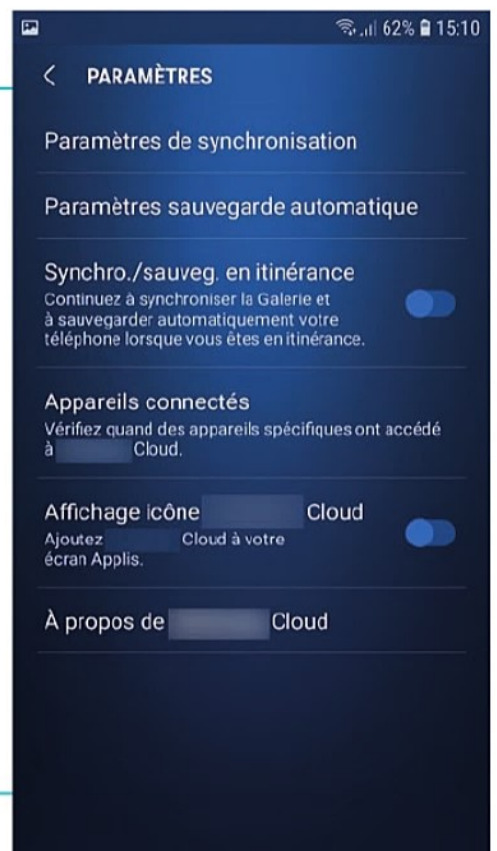 62% 15:10
PARAMÈTRES
Paramètres de synchronisation
Paramètres sauvegarde automatique
Synchro./sauveg. en itinérance
Continuez à synchroniser la Galerie et
à sauvegarder automatiquement votre
téléphone lorsque vous êtes en itinérance.
Appareils connectés
Vérifiez quand des appareils spécifiques ont accédé
à Cloud.
Affichage icône Cloud
Ajoutez Cloud à votre
écran Applis.
À propos de Cloud